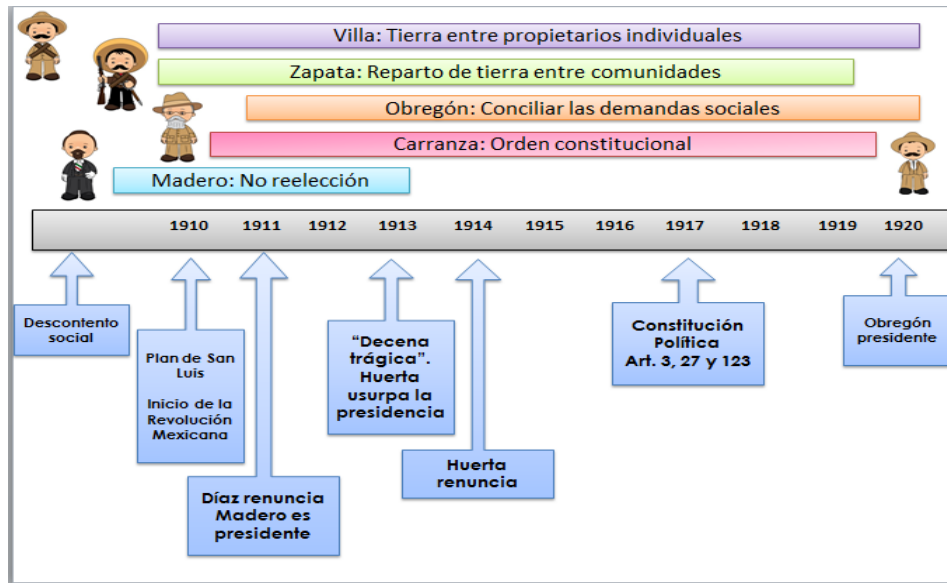 Villa: Tierra entre propietarios individuales
Zapata: Reparto de tierra entre comunidades
Obregón: Conciliar las demandas sociales
Carranza: Orden constitucional
Madero: No reelección
1910 1911 1912 1913 1914 1915 1916 1917 1918 1919 1920
Descontento
social
Plan de San
Luis
Inicio de la
Revolución
Mexicana
Díaz renuncia
Madero es
presidente
“Decena
trágica”.
Huerta
usurpa la
presidencia
Huerta
renuncia
Constitución
Política
Art. 3, 27 y 123
Obregón
presidente